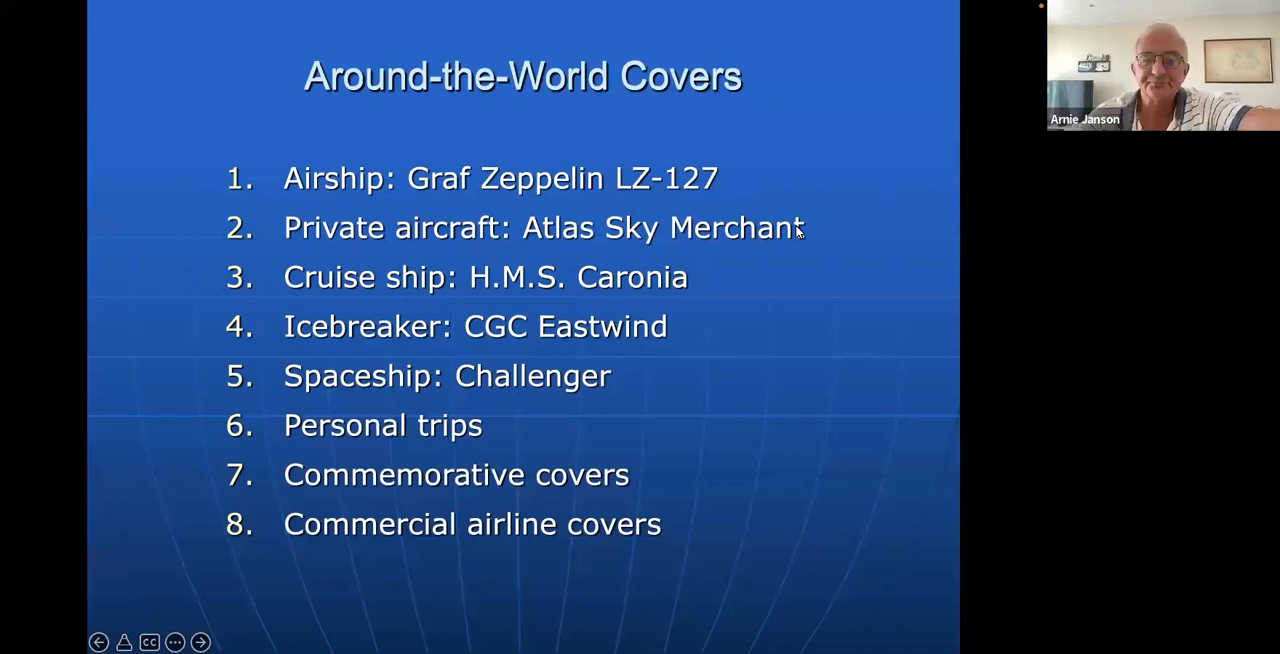 Around-the-World Covers
1. Airship: Graf Zeppelin LZ-127
2. Private aircraft: Atlas Sky Merchant
3. Cruise ship: H.M.S. Caronia
4. Icebreaker: CGC Eastwind
5. Spaceship: Challenger
6. Personal trips
7. Commemorative covers
8. Commercial airline covers
Arnie Janson
CC